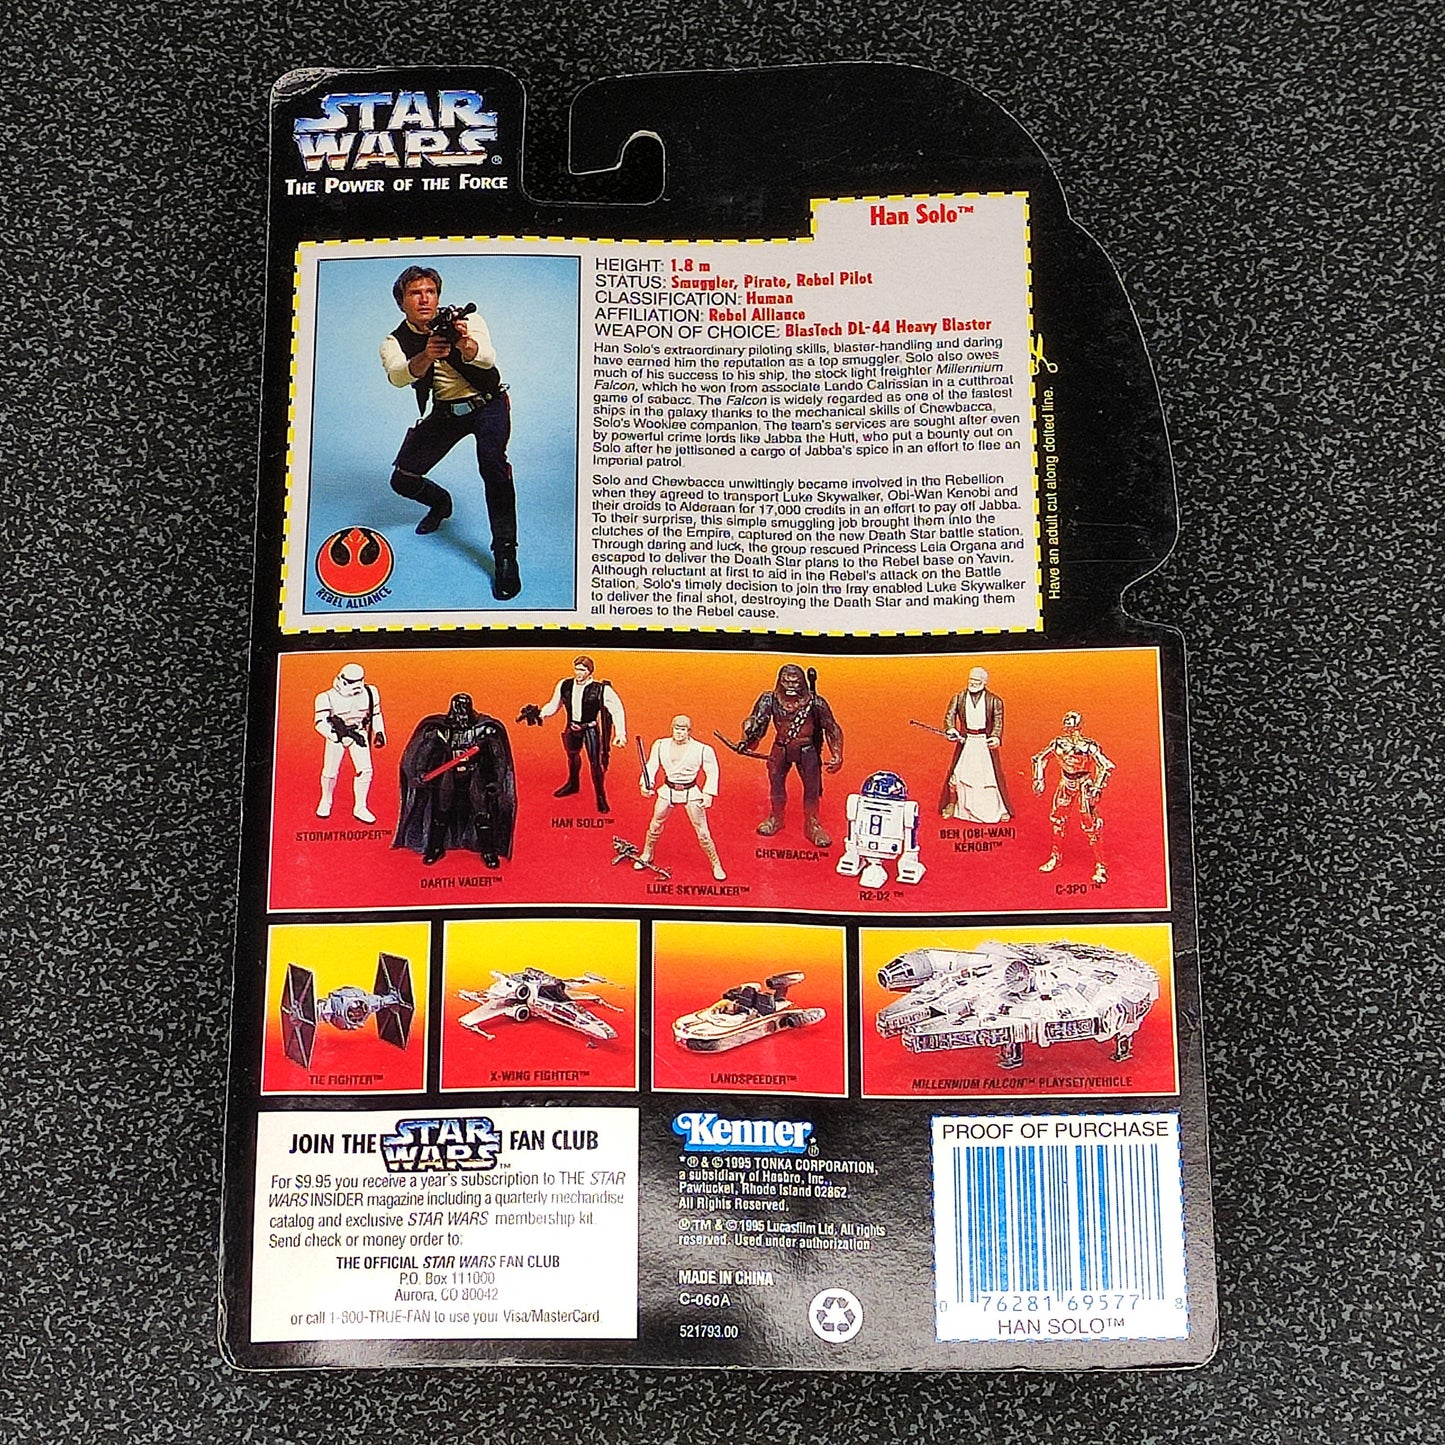 STAR
WARS®
THE POWER OF THE FORCE
Han Solo™
HEIGHT: 1.8 m
STATUS: Smuggler, Pirate, Rebel Pilot
CLASSIFICATION: Human
AFFILIATION: Rebel Alliance
WEAPON OF CHOICE: BlasTech DL-44 Heavy Blaster
Han Solo's extraordinary piloting skills, blaster-handling and daring
have earned him the reputation as a top smuggler. Solo also owes
much of his success to his ship, the stock light freighter Millennium
Falcon, which he won from associate Lando Calrissian in a cutthroat
game of sabacc. The Falcon is widely regarded as one of the fastest
ships in the galaxy thanks to the mechanical skills of Chewbacca,
Solo's Wookiee companion. The team's services are sought after even
by powerful crime lords like Jabba the Hutt, who put a bounty out on
Solo after he jettisoned a cargo of Jabba's spice in an effort to flee an
Imperial patrol.
Solo and Chewbacca unwittingly became involved in the Rebellion
when they agreed to transport Luke Skywalker, Obi-Wan Kenobi and
their droids to Alderaan for 17,000 credits in an effort to pay off Jabba.
To their surprise, this simple smuggling job brought them into the
clutches of the Empire, captured on the new Death Star battle station.
Through daring and luck, the group rescued Princess Leia Organa and
escaped to deliver the Death Star plans to the Rebel base on Yavin.
Although reluctant at first to aid in the Rebel's attack on the Battle
Station, Solo's timely decision to join the fray enabled Luke Skywalker
to deliver the final shot, destroying the Death Star and making them
all heroes to the Rebel cause.
REBEL ALLIANCE
Have an adult cut along dotted line.
STORMTROOPER™
DARTH VADER™
HAN SOLO™
LUKE SKYWALKER™
CHEWBACCA™
R2-D2™
BEN (OBI-WAN)
KENOBI™
C-3PO™
TIE FIGHTER™
X-WING FIGHTER™
LANDSPEEDER™
MILLENNIUM FALCON™ PLAYSET/VEHICLE
JOIN THE STAR WARS™ FAN CLUB
For $9.95 you receive a year's subscription to THE STAR
WARS INSIDER magazine including a quarterly merchandise
catalog and exclusive STAR WARS membership kit.
Send check or money order to:
THE OFFICIAL STAR WARS FAN CLUB
P.O. Box 111000
Aurora, CO 80042
or call 1-800-TRUE-FAN to use your Visa/MasterCard.
Kenner®
*® & © 1995 TONKA CORPORATION,
a subsidiary of Hasbro, Inc.,
Pawtucket, Rhode Island 02862.
All Rights Reserved.
®,TM & © 1995 Lucasfilm Ltd. All rights
reserved. Used under authorization
MADE IN CHINA
C-060A
521793.00
PROOF OF PURCHASE
0 76281 69577 8
HAN SOLO™